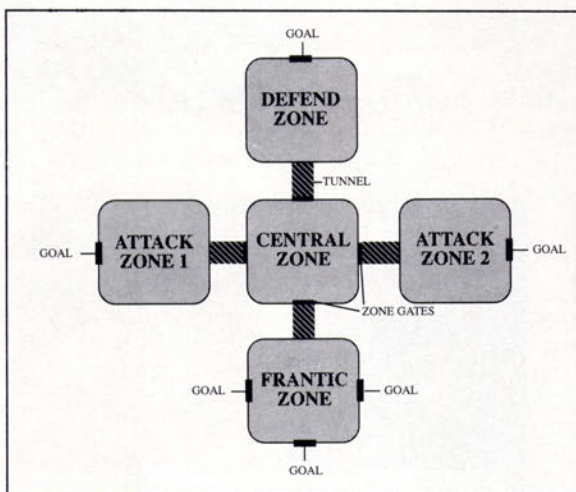 GOAL
DEFEND
ZONE
TUNNEL
ATTACK
ZONE 1
CENTRAL
ZONE
ATTACK
ZONE 2
GOAL
GOAL
ZONE GATES
FRANTIC
ZONE
GOAL
GOAL
GOAL